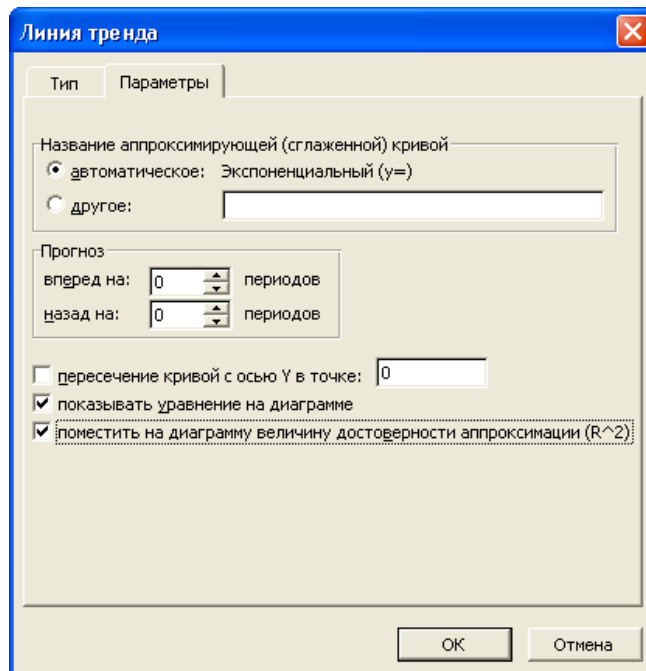 Линия тренда
Тип Параметры
Название аппроксимирующей (сглаженной) кривой
автоматическое: Экспоненциальный (y=)
другое:
Прогноз
вперед на: 0 периодов
назад на: 0 периодов
пересечение кривой с осью Y в точке: 0
показывать уравнение на диаграмме
поместить на диаграмму величину достоверности аппроксимации (R^2)
ОК Отмена